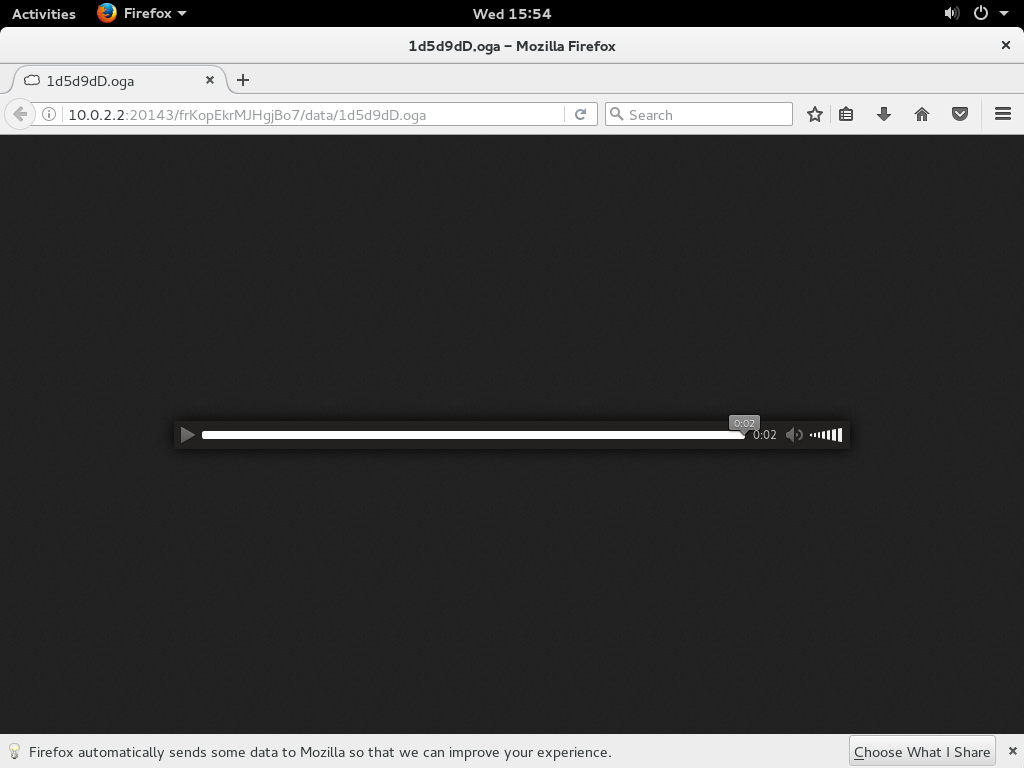 Activities Firefox Wed 15:54
1d5d9dD.oga – Mozilla Firefox
1d5d9dD.oga
10.0.2.2:20143/frKopEkrMJHgjBo7/data/1d5d9dD.oga Search
0:02
0:02
Firefox automatically sends some data to Mozilla so that we can improve your experience. Choose What I Share